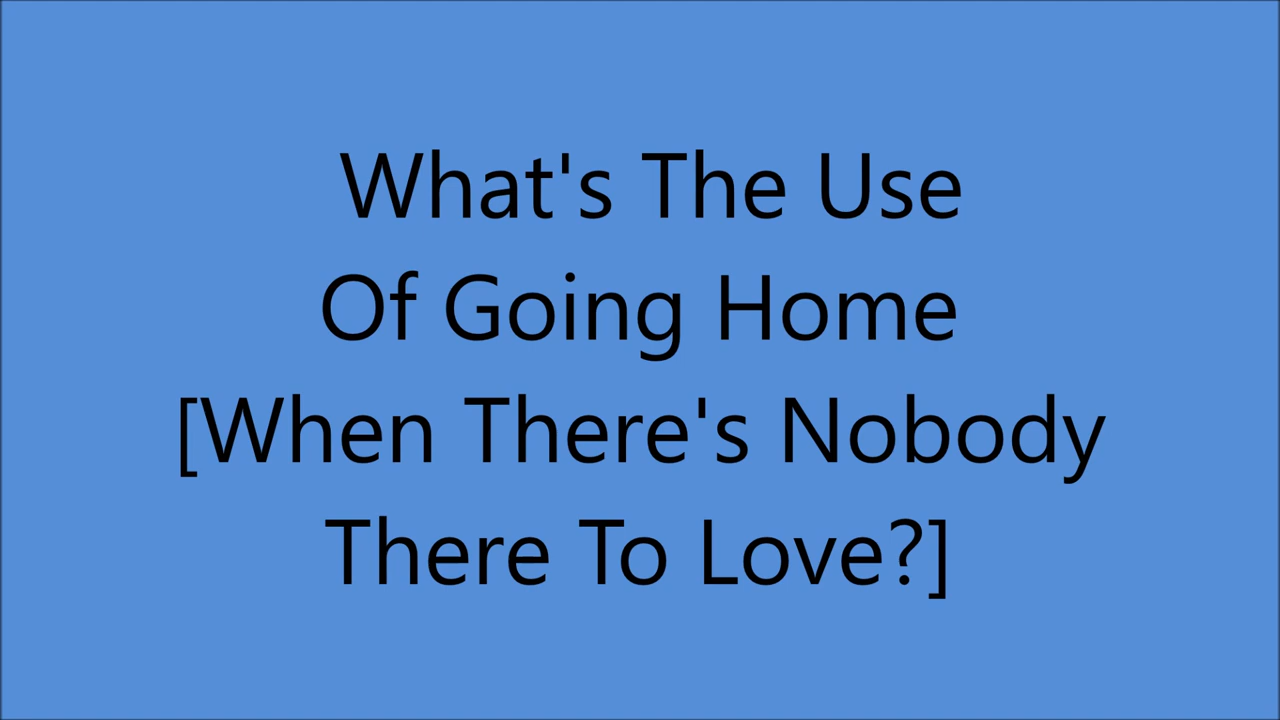 What's The Use
Of Going Home
[When There's Nobody
There To Love?]